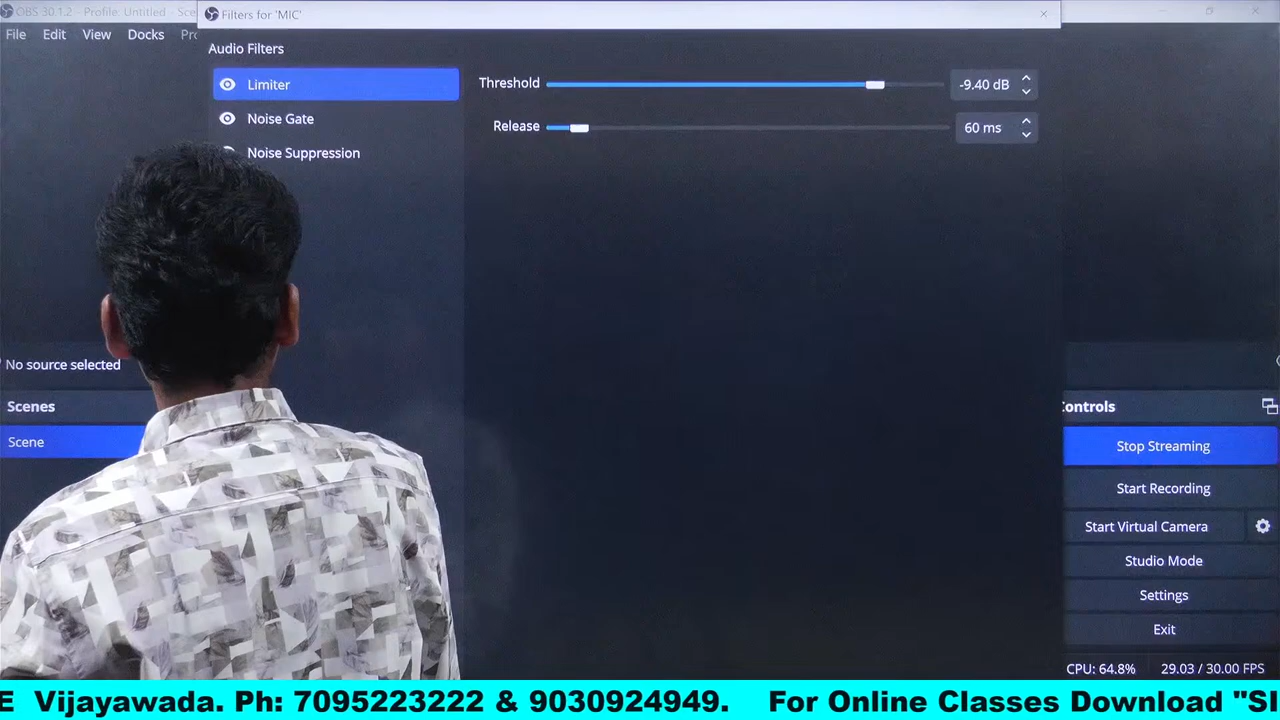 OBS 30.1.2 - Profile: Untitled - Sce
Filters for 'MIC'
File Edit View Docks Pro
Audio Filters
Limiter
Noise Gate
Noise Suppression
Threshold -9.40 dB
Release 60 ms
No source selected
Scenes
Scene
Controls
Stop Streaming
Start Recording
Start Virtual Camera
Studio Mode
Settings
Exit
CPU: 64.8% 29.03 / 30.00 FPS
E Vijayawada. Ph: 7095223222 & 9030924949. For Online Classes Download "SI